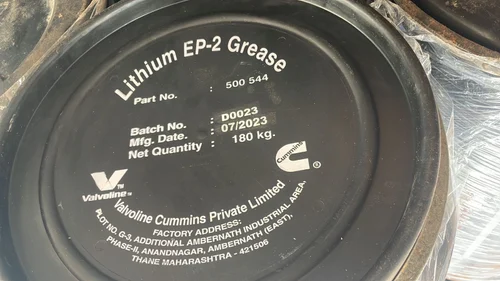 Lithium EP-2 Grease
Part No. : 500 544
Batch No. : D0023
Mfg. Date. : 07/2023
Net Quantity : 180 kg.
Valvoline™
Cummins
Valvoline Cummins Private Limited
FACTORY ADDRESS:
PLOT NO. G-3, ADDITIONAL AMBERNATH INDUSTRIAL AREA,
PHASE-II, ANANDNAGAR, AMBERNATH (EAST),
THANE MAHARASHTRA - 421506